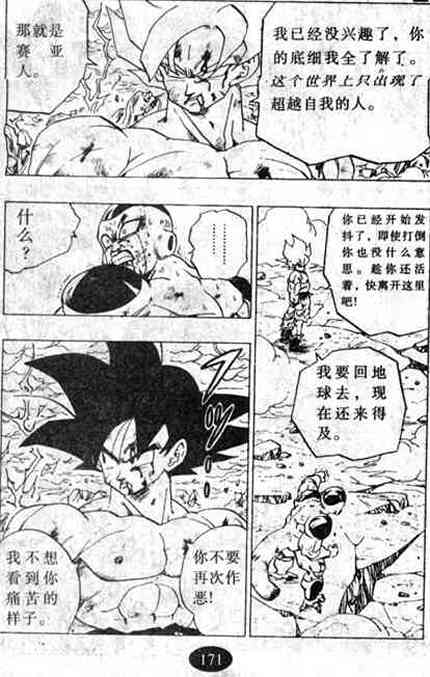 我已经没兴趣了，你
的底细我全了解了。
这个世界上只出现了
超越自我的人。
那就是
赛亚
人。
你已经开始发
抖了，即使打倒
你也没什么意
思。趁你还活
着，快离开这里
吧！
…………
什么？
我要回地
球去，现
在还来得
及。
你不要
再次作
恶！
我不想
看到你
痛苦的
样子。
171